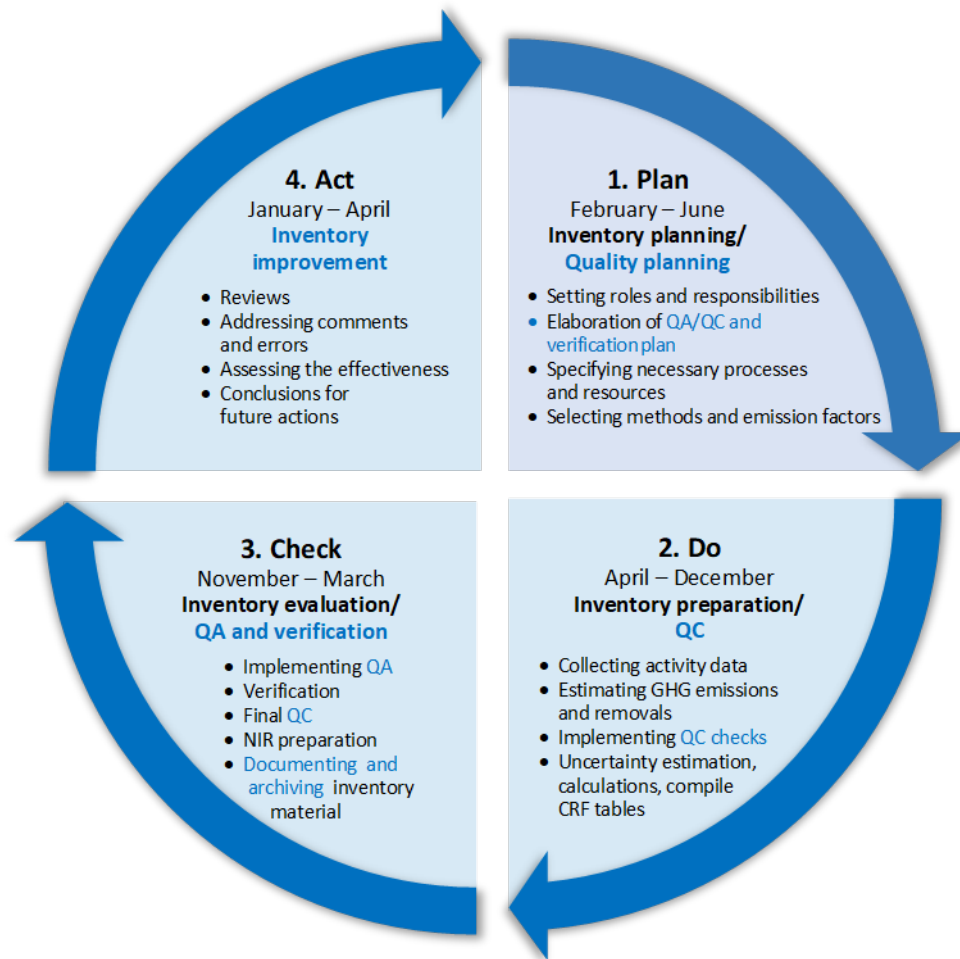 4. Act
January – April
Inventory
improvement
• Reviews
• Addressing comments
and errors
• Assessing the effectiveness
• Conclusions for
future actions
1. Plan
February – June
Inventory planning/
Quality planning
• Setting roles and responsibilities
• Elaboration of QA/QC and
verification plan
• Specifying necessary processes
and resources
• Selecting methods and emission factors
3. Check
November – March
Inventory evaluation/
QA and verification
• Implementing QA
• Verification
• Final QC
• NIR preparation
• Documenting and
archiving inventory
material
2. Do
April – December
Inventory preparation/
QC
• Collecting activity data
• Estimating GHG emissions
and removals
• Implementing QC checks
• Uncertainty estimation,
calculations, compile
CRF tables